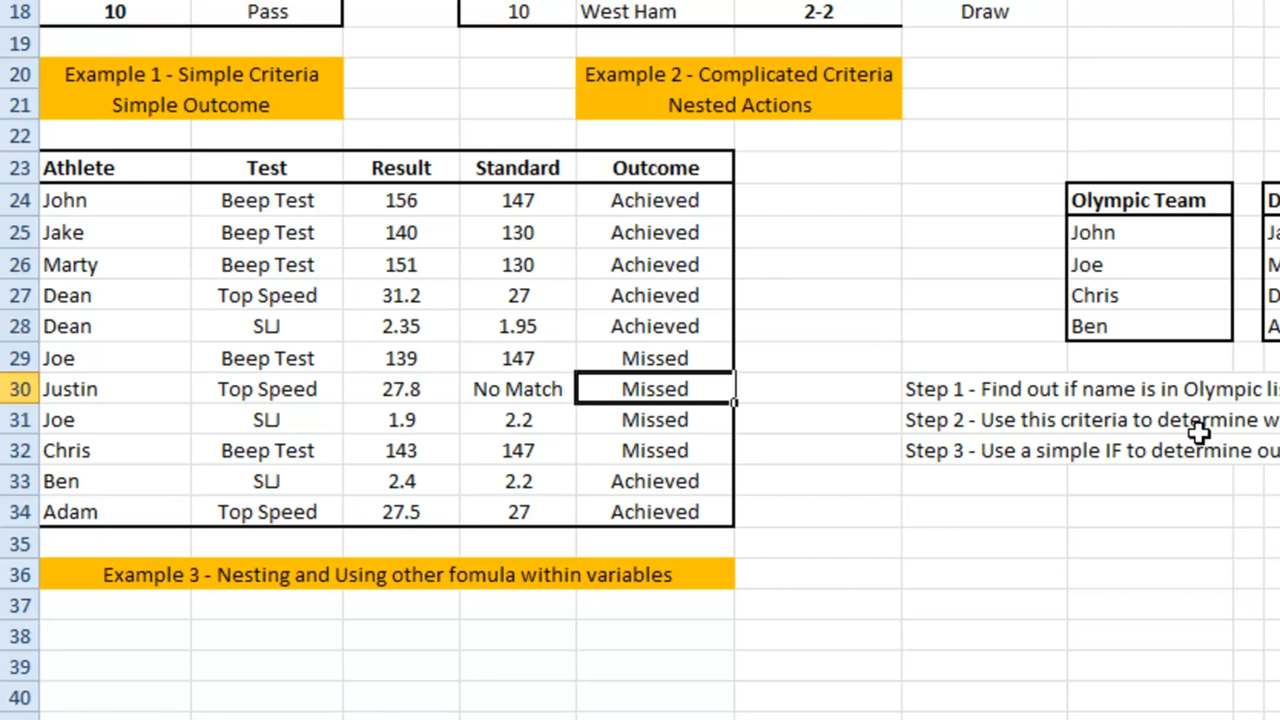 18 10 Pass 10 West Ham 2-2 Draw
19
20 Example 1 - Simple Criteria Example 2 - Complicated Criteria
21 Simple Outcome Nested Actions
22
23 Athlete Test Result Standard Outcome
24 John Beep Test 156 147 Achieved Olympic Team D
25 Jake Beep Test 140 130 Achieved John Ja
26 Marty Beep Test 151 130 Achieved Joe M
27 Dean Top Speed 31.2 27 Achieved Chris D
28 Dean SLJ 2.35 1.95 Achieved Ben A
29 Joe Beep Test 139 147 Missed
30 Justin Top Speed 27.8 No Match Missed Step 1 - Find out if name is in Olympic lis
31 Joe SLJ 1.9 2.2 Missed Step 2 - Use this criteria to determine w
32 Chris Beep Test 143 147 Missed Step 3 - Use a simple IF to determine ou
33 Ben SLJ 2.4 2.2 Achieved
34 Adam Top Speed 27.5 27 Achieved
35
36 Example 3 - Nesting and Using other fomula within variables
37
38
39
40